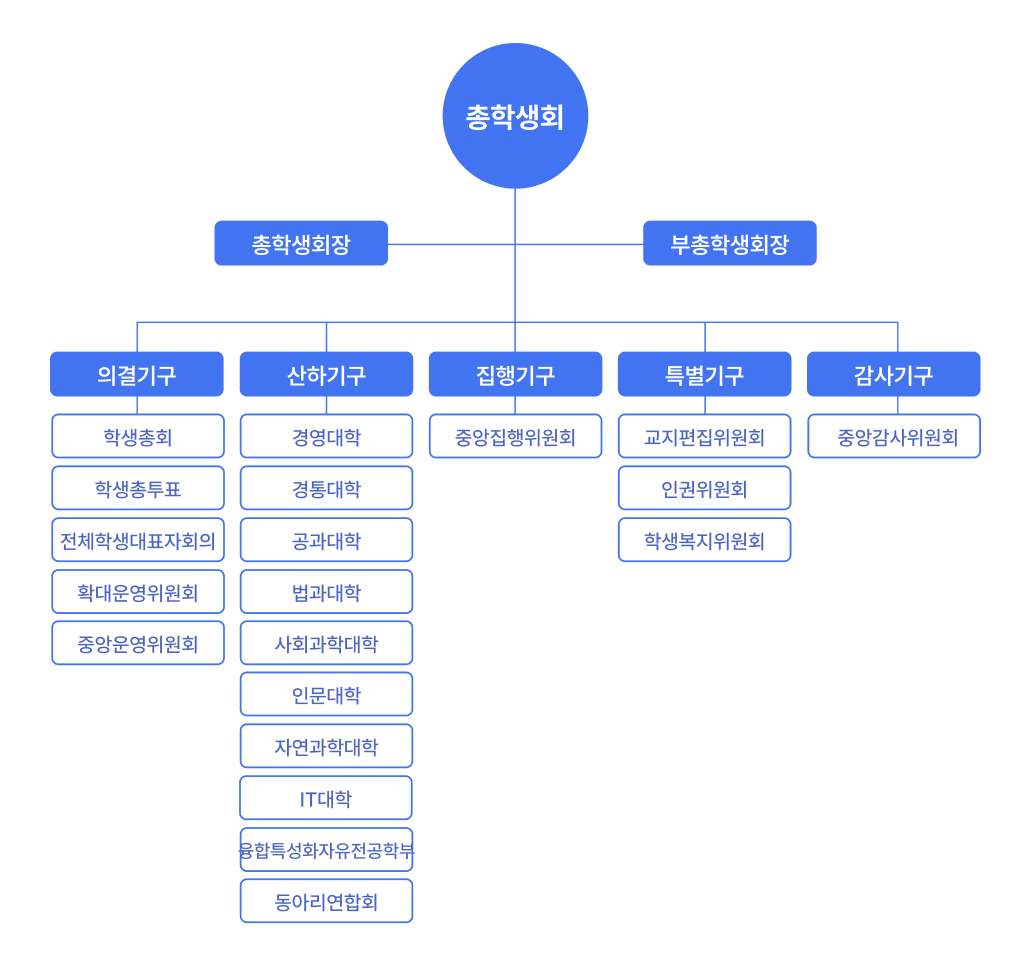 총학생회
총학생회장
부총학생회장
의결기구
산하기구
집행기구
특별기구
감사기구
학생총회
학생총투표
전체학생대표자회의
확대운영위원회
중앙운영위원회
경영대학
경통대학
공과대학
법과대학
사회과학대학
인문대학
자연과학대학
IT대학
융합특성화자유전공학부
동아리연합회
중앙집행위원회
교지편집위원회
인권위원회
학생복지위원회
중앙감사위원회